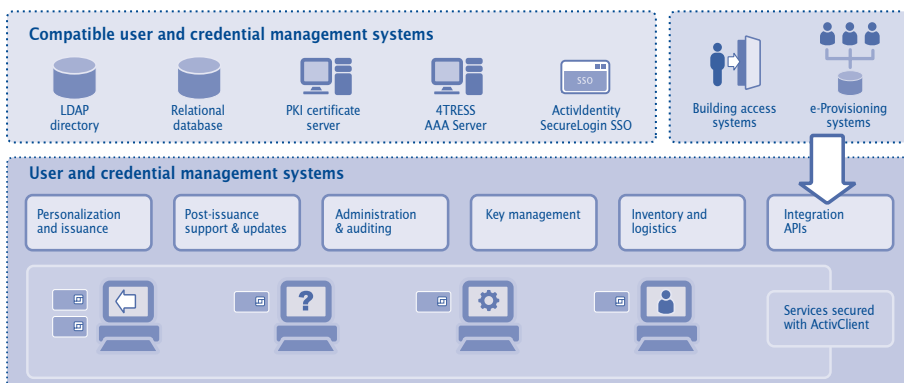 Compatible user and credential management systems
LDAP
directory
Relational
database
PKI certificate
server
4TRESS
AAA Server
SSO
ActivIdentity
SecureLogin SSO
Building access
systems
e-Provisioning
systems
User and credential management systems
Personalization
and issuance
Post-issuance
support & updates
Administration
& auditing
Key management
Inventory and
logistics
Integration
APIs
?
Services secured
with ActivClient